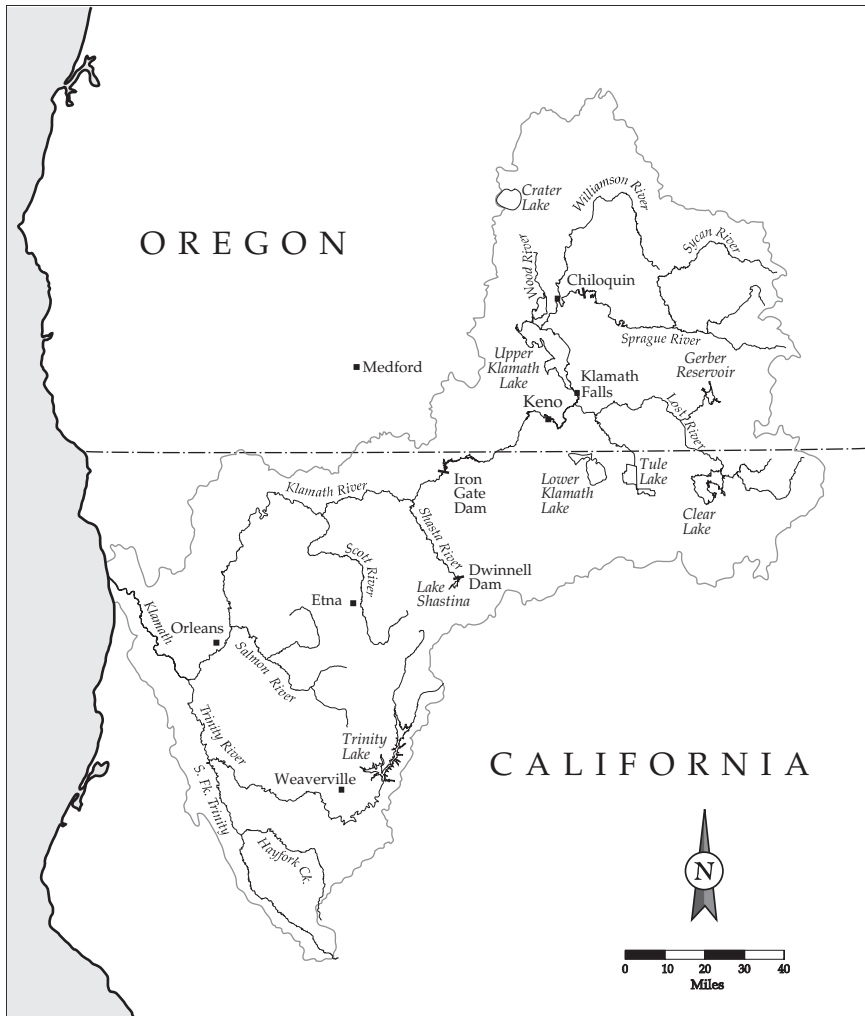 Crater
Lake
Williamson River
Sycan River
OREGON
Wood River
Chiloquin
Sprague River
Upper
Klamath
Lake
Gerber
Reservoir
Medford
Klamath
Falls
Keno
Lost River
Iron
Gate
Dam
Lower
Klamath
Lake
Tule
Lake
Clear
Lake
Klamath River
Shasta River
Scott
River
Dwinnell
Dam
Lake
Shastina
Etna
Klamath
Orleans
Salmon River
Trinity River
Trinity
Lake
CALIFORNIA
Weaverville
S. Fk. Trinity
Hayfork Ck.
N
0 10 20 30 40
Miles